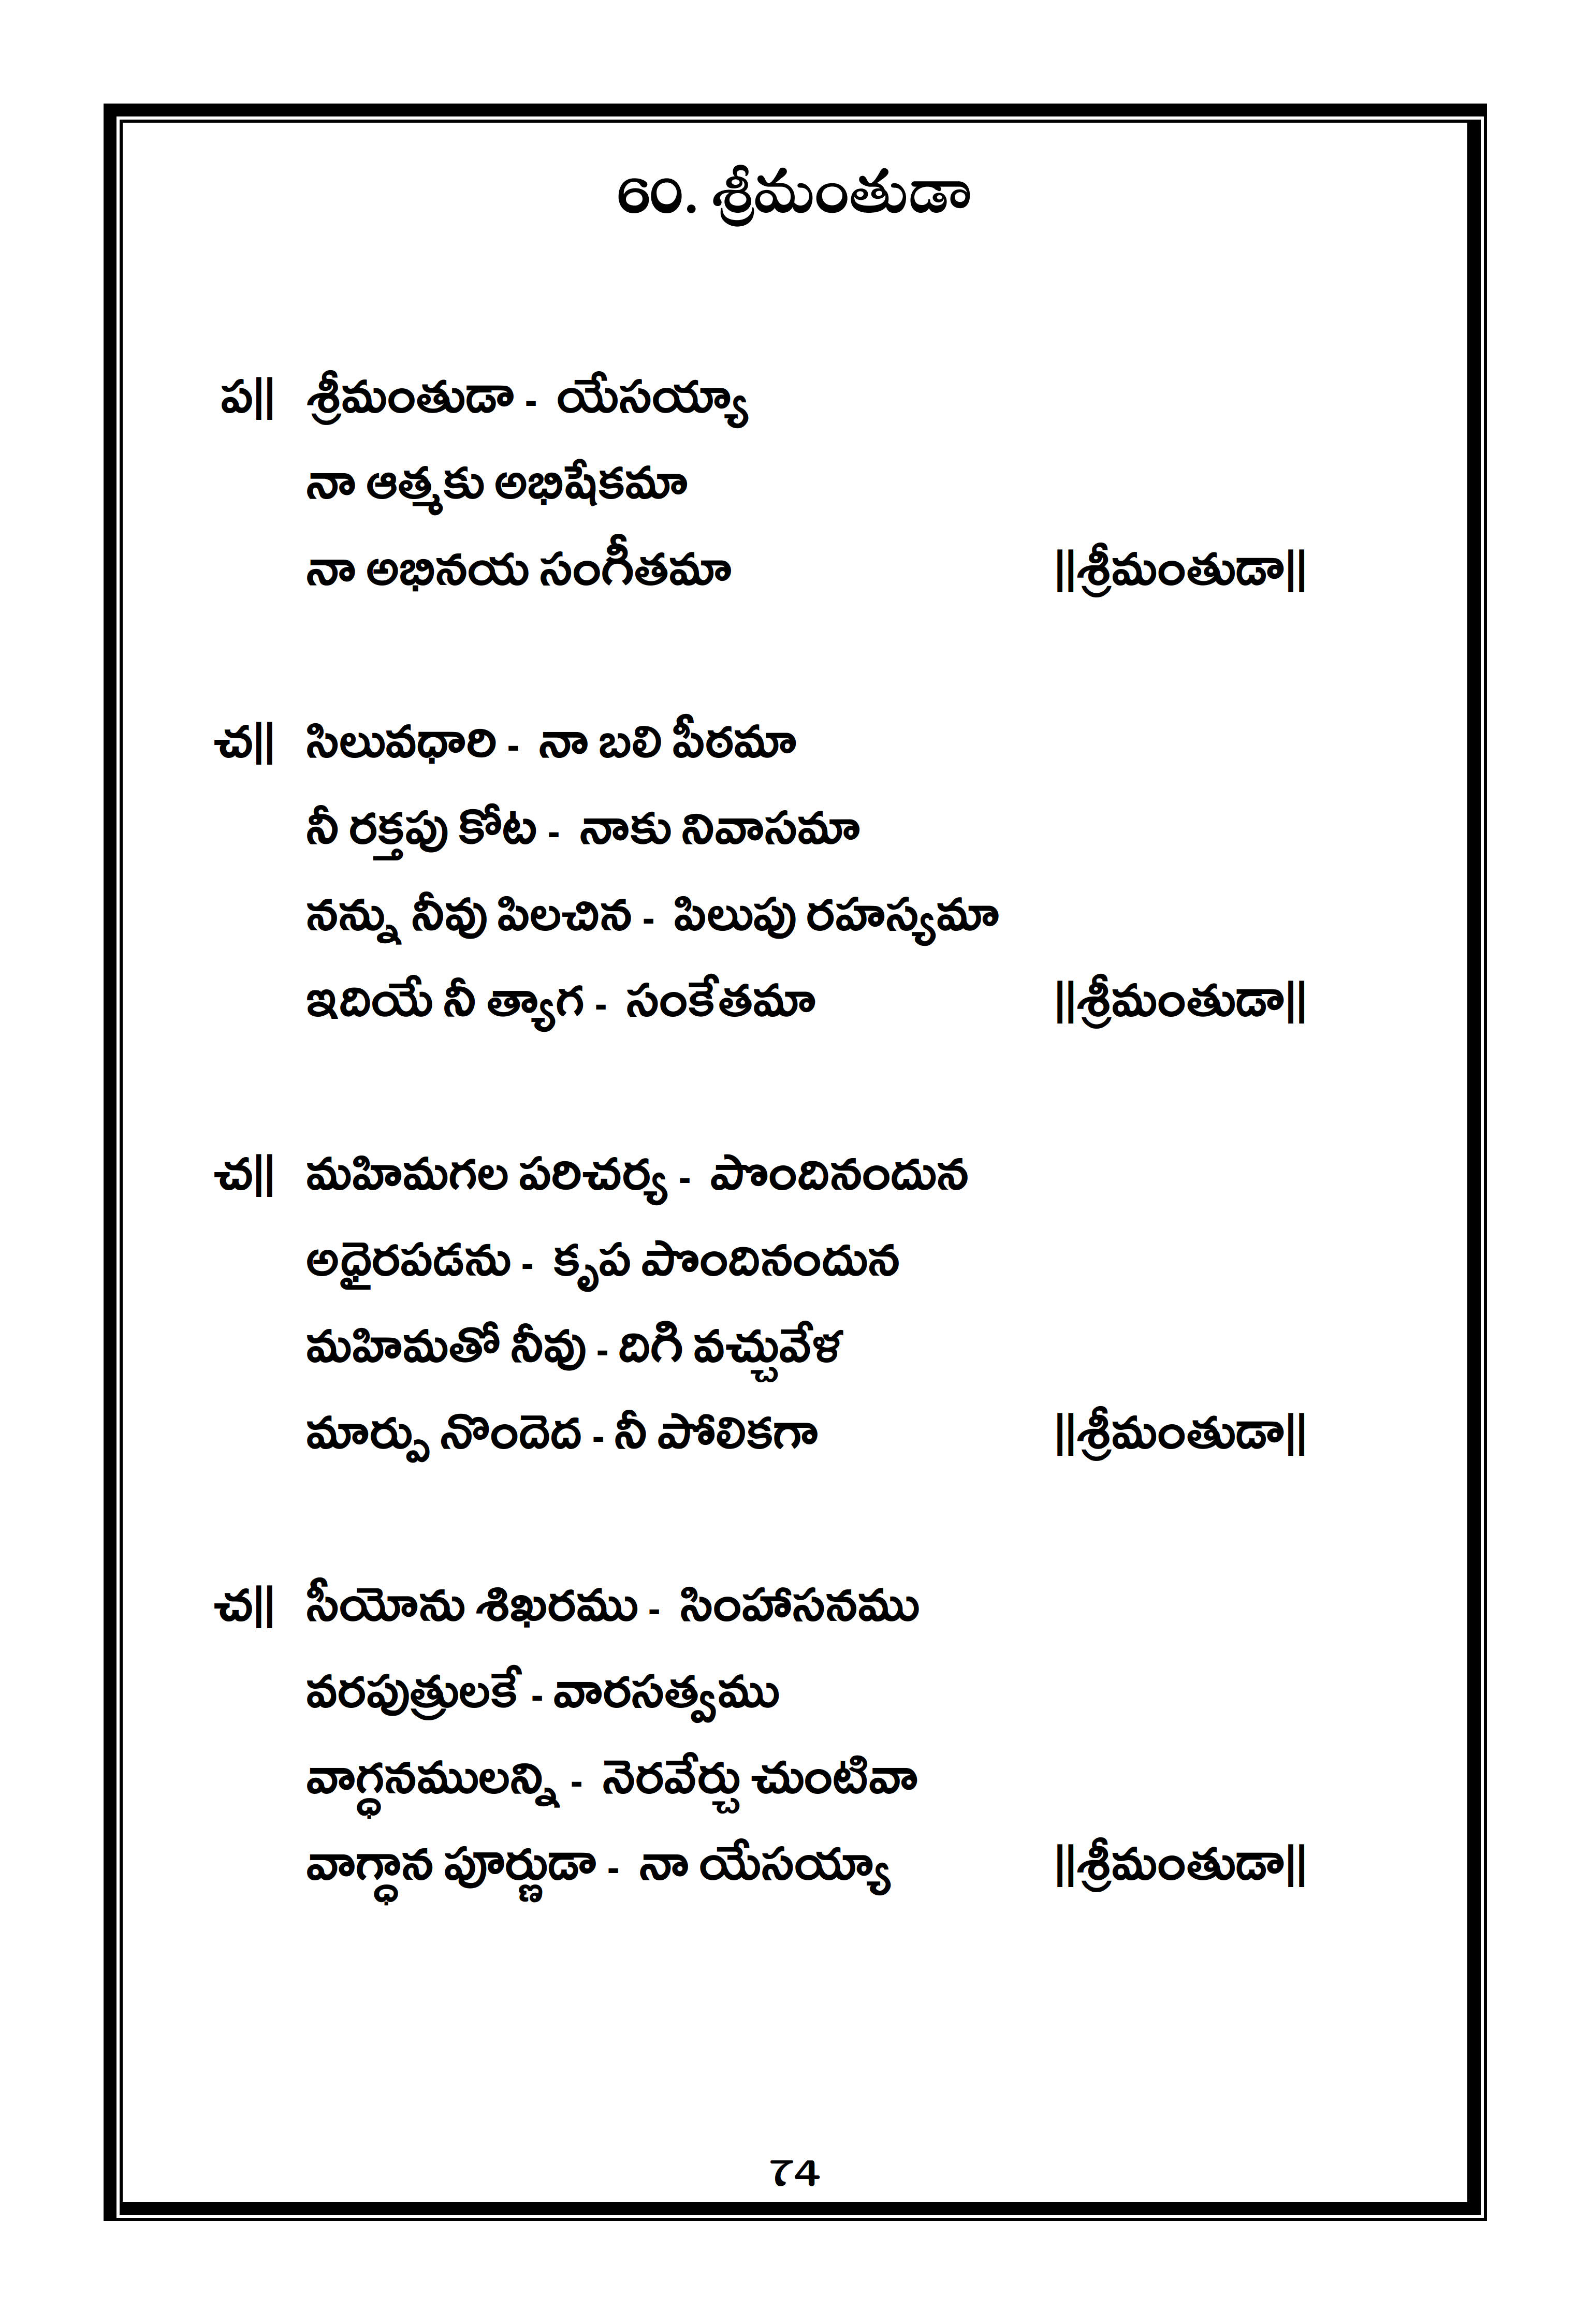 60. శ్రీమంతుడా
ప|| శ్రీమంతుడా - యేసయ్యా
నా ఆత్మకు అభిషేకమా
నా అభినయ సంగీతమా ||శ్రీమంతుడా||
చ|| సిలువధారి - నా బలి పీఠమా
నీ రక్తపు కోట - నాకు నివాసమా
నన్ను నీవు పిలచిన - పిలుపు రహస్యమా
ఇదియే నీ త్యాగ - సంకేతమా ||శ్రీమంతుడా||
చ|| మహిమగల పరిచర్య - పొందినందున
అధైరపడను - కృప పొందినందున
మహిమతో నీవు - దిగి వచ్చువేళ
మార్పు నొందెద - నీ పోలికగా ||శ్రీమంతుడా||
చ|| సీయోను శిఖరము - సింహాసనము
వరపుత్రులకే - వారసత్వము
వాగ్ధనములన్ని - నెరవేర్చు చుంటివా
వాగ్ధాన పూర్ణుడా - నా యేసయ్యా ||శ్రీమంతుడా||
74